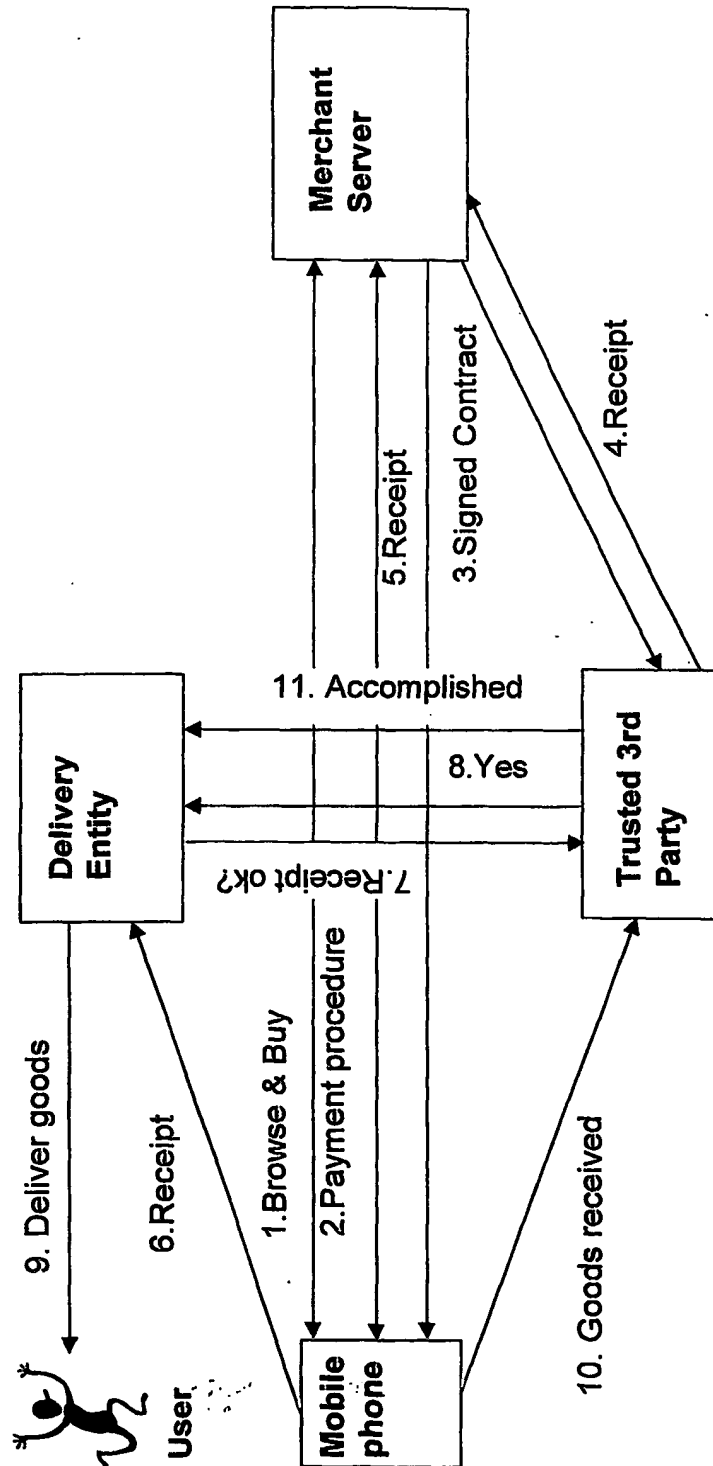 User
Mobile
phone
Delivery
Entity
Trusted 3rd
Party
Merchant
Server
9. Deliver goods
6.Receipt
1.Browse & Buy
2.Payment procedure
10. Goods received
7.Receipt ok?
8.Yes
11. Accomplished
5.Receipt
3.Signed Contract
4.Receipt